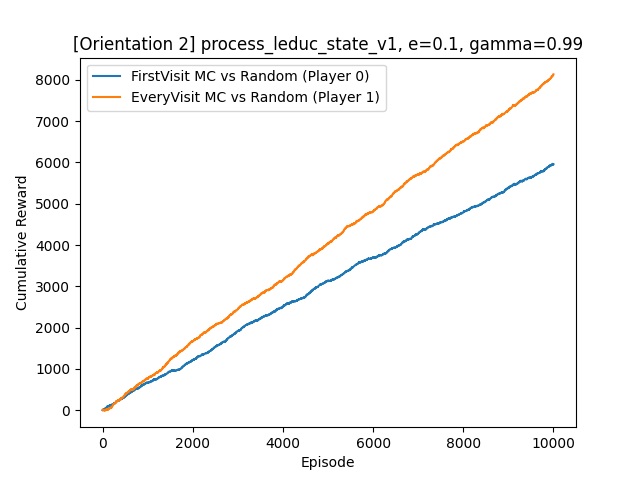 [Orientation 2] process_leduc_state_v1, e=0.1, gamma=0.99
FirstVisit MC vs Random (Player 0)
EveryVisit MC vs Random (Player 1)
Cumulative Reward
8000
7000
6000
5000
4000
3000
2000
1000
0
0 2000 4000 6000 8000 10000
Episode